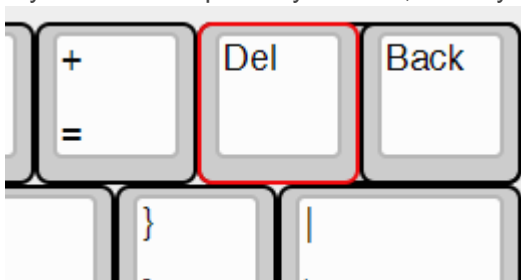 + Del Back
=
} |